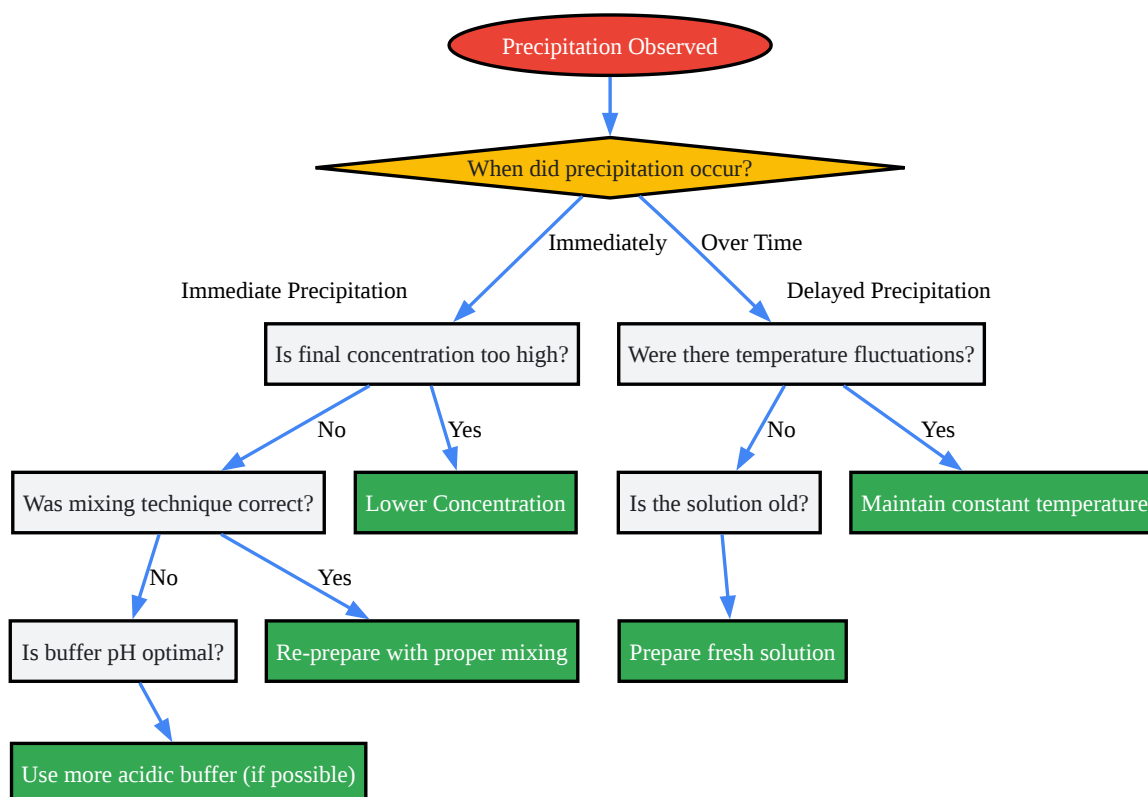 Precipitation Observed
When did precipitation occur?
Immediately
Over Time
Immediate Precipitation
Delayed Precipitation
Is final concentration too high?
Were there temperature fluctuations?
No
Yes
No
Yes
Was mixing technique correct?
Lower Concentration
Is the solution old?
Maintain constant temperature
No
Yes
Is buffer pH optimal?
Re-prepare with proper mixing
Prepare fresh solution
Use more acidic buffer (if possible)